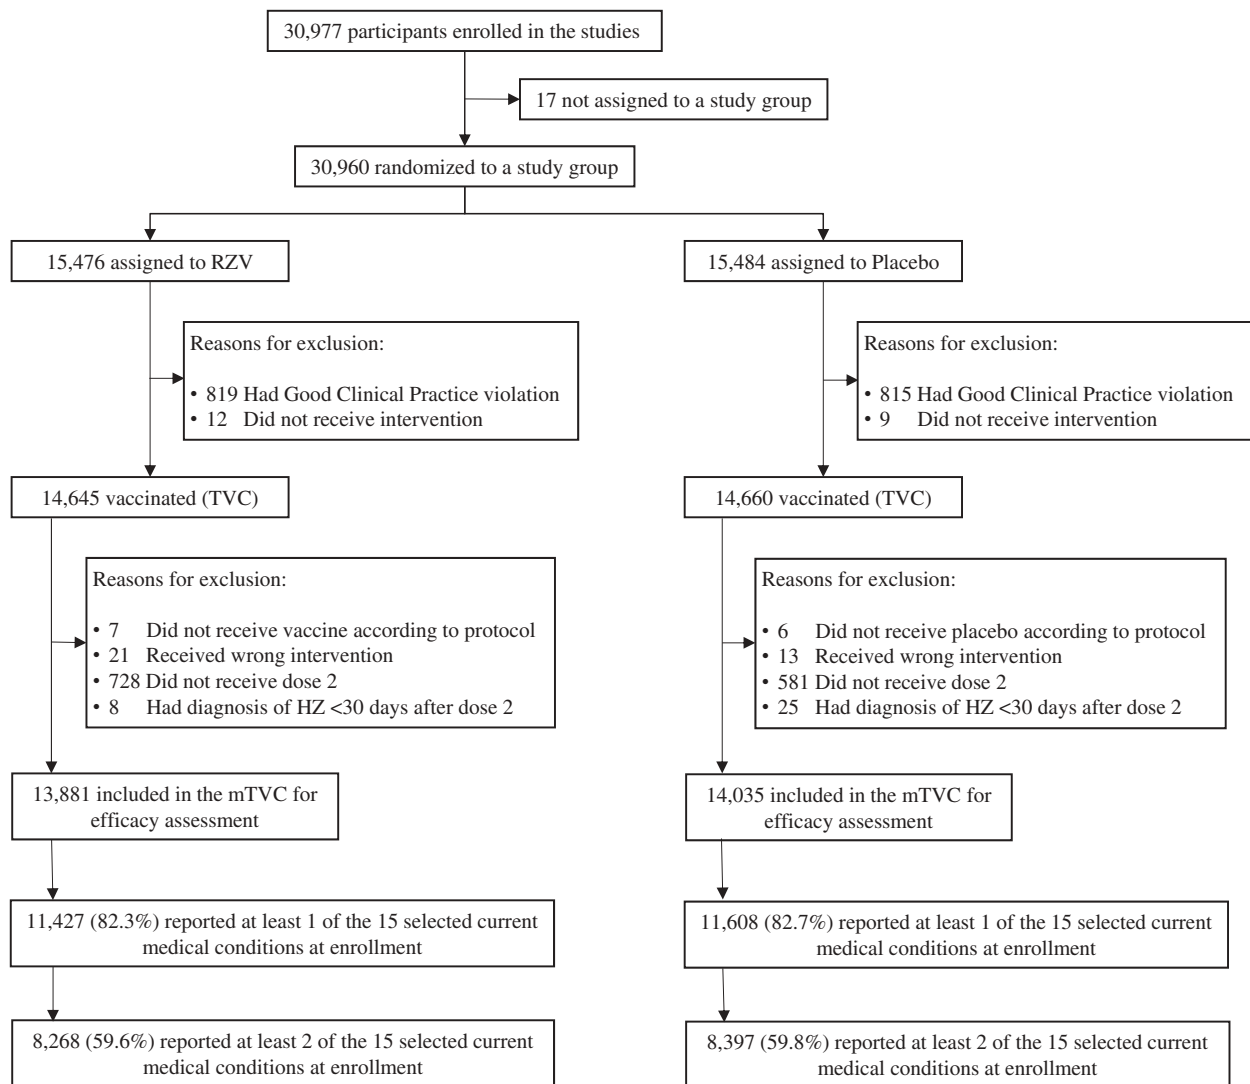 30,977 participants enrolled in the studies
17 not assigned to a study group
30,960 randomized to a study group
15,476 assigned to RZV
15,484 assigned to Placebo
Reasons for exclusion:
• 819 Had Good Clinical Practice violation
• 12 Did not receive intervention
Reasons for exclusion:
• 815 Had Good Clinical Practice violation
• 9 Did not receive intervention
14,645 vaccinated (TVC)
14,660 vaccinated (TVC)
Reasons for exclusion:
• 7 Did not receive vaccine according to protocol
• 21 Received wrong intervention
• 728 Did not receive dose 2
• 8 Had diagnosis of HZ <30 days after dose 2
Reasons for exclusion:
• 6 Did not receive placebo according to protocol
• 13 Received wrong intervention
• 581 Did not receive dose 2
• 25 Had diagnosis of HZ <30 days after dose 2
13,881 included in the mTVC for
efficacy assessment
14,035 included in the mTVC for
efficacy assessment
11,427 (82.3%) reported at least 1 of the 15 selected current
medical conditions at enrollment
11,608 (82.7%) reported at least 1 of the 15 selected current
medical conditions at enrollment
8,268 (59.6%) reported at least 2 of the 15 selected current
medical conditions at enrollment
8,397 (59.8%) reported at least 2 of the 15 selected current
medical conditions at enrollment